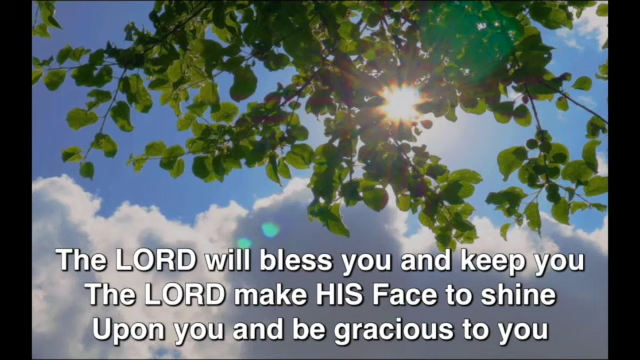 The LORD will bless you and keep you
The LORD make HIS Face to shine
Upon you and be gracious to you